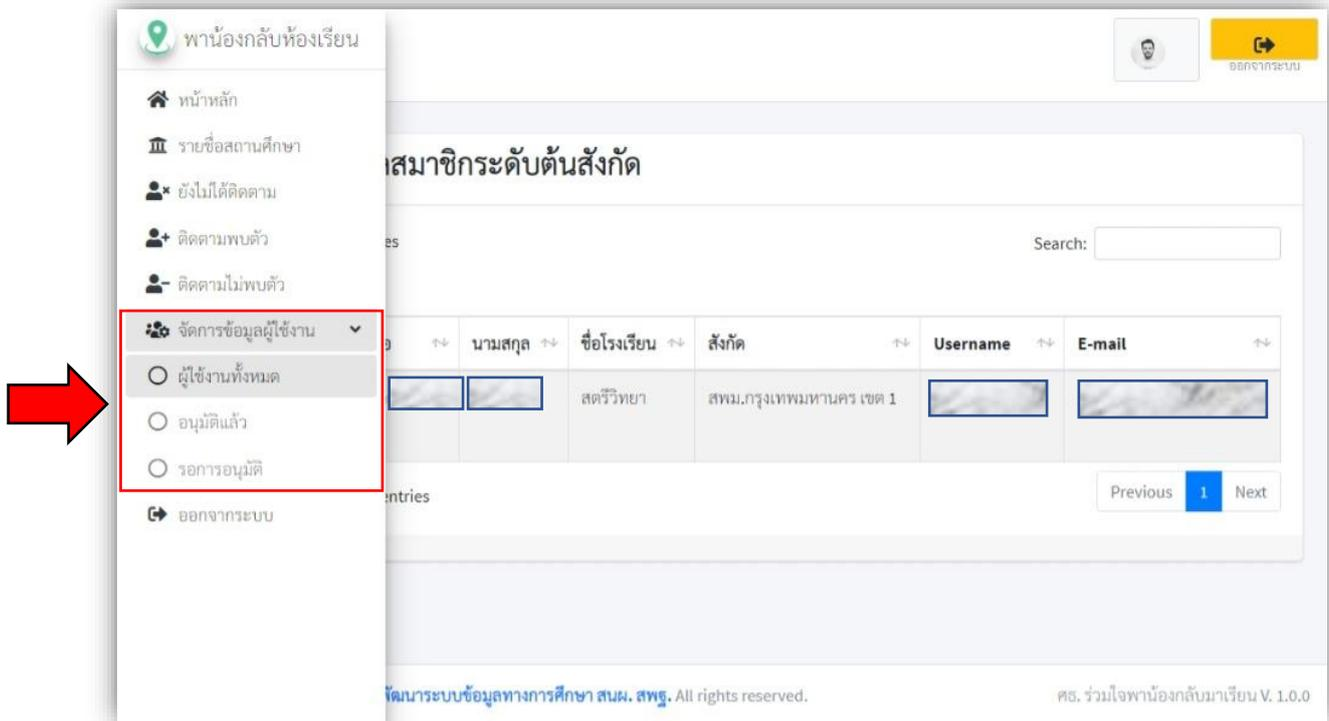 พาน้องกลับห้องเรียน
ออกจากระบบ
หน้าหลัก
รายชื่อสถานศึกษา
ยังไม่ได้ติดตาม
ติดตามพบตัว
ติดตามไม่พบตัว
จัดการข้อมูลผู้ใช้งาน
ผู้ใช้งานทั้งหมด
อนุมัติแล้ว
รอการอนุมัติ
ออกจากระบบ
สมาชิกระดับต้นสังกัด
es Search:
นามสกุล ชื่อโรงเรียน สังกัด Username E-mail
สตรีวิทยา สพม.กรุงเทพมหานคร เขต 1
entries Previous 1 Next
พัฒนาระบบข้อมูลทางการศึกษา สนผ. สพฐ. All rights reserved. ศธ. ร่วมใจพาน้องกลับมาเรียน V. 1.0.0